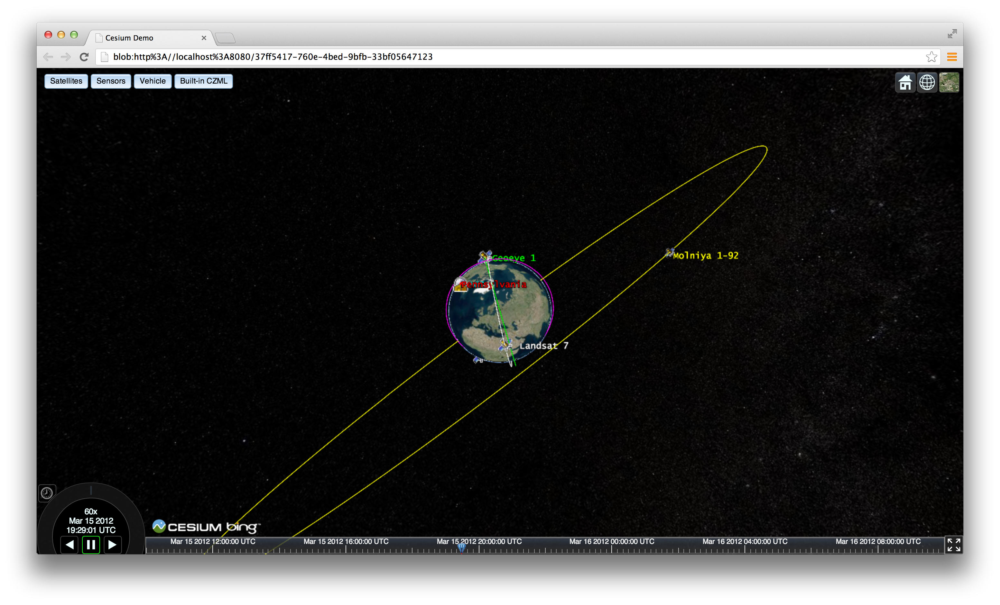 Cesium Demo
blob:http%3A//localhost%3A8080/37ff5417-760e-4bed-9bfb-33bf05647123
Satellites Sensors Vehicle Built-in CZML
Geoeye 1
Molniya 1-92
Pennsylvania
Landsat 7
60x
Mar 15 2012
19:29:01 UTC
CESIUM bing™
Mar 15 2012 12:00:00 UTC Mar 15 2012 16:00:00 UTC Mar 15 2012 20:00:00 UTC Mar 16 2012 00:00:00 UTC Mar 16 2012 04:00:00 UTC Mar 16 2012 08:00:00 UTC